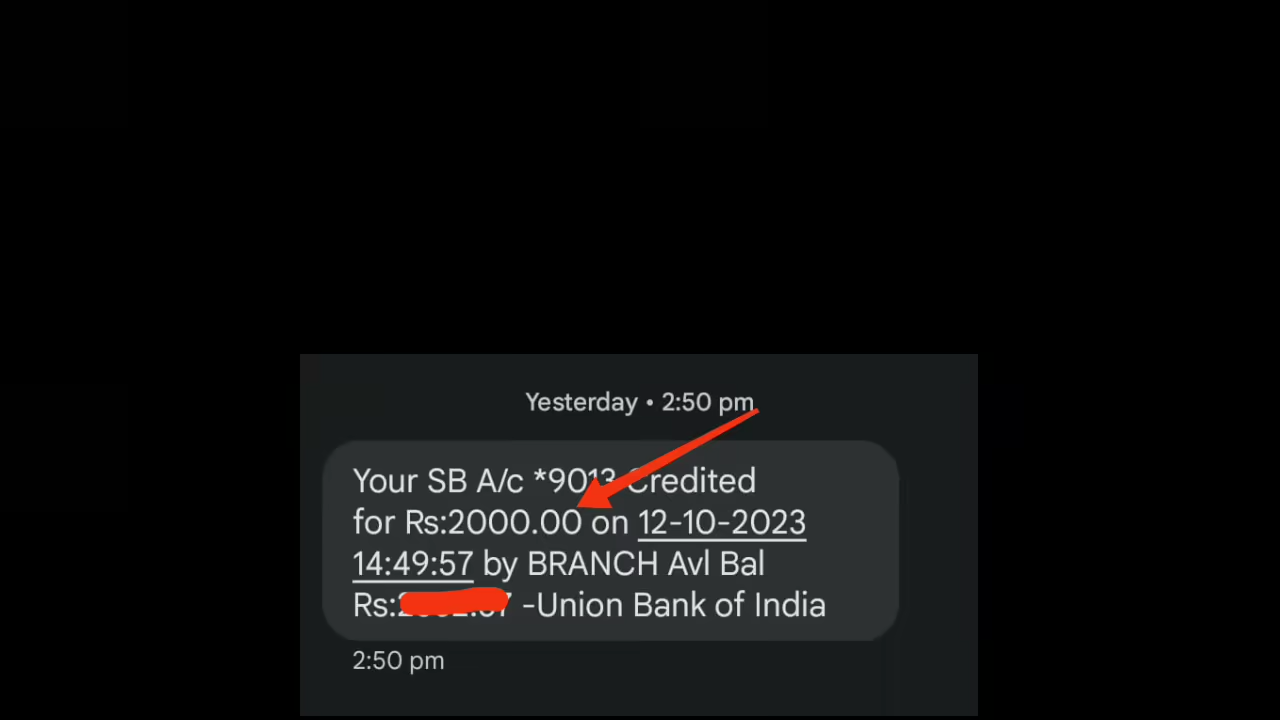 Yesterday • 2:50 pm
Your SB A/c *9013 Credited
for Rs:2000.00 on 12-10-2023
14:49:57 by BRANCH Avl Bal
Rs: -Union Bank of India
2:50 pm